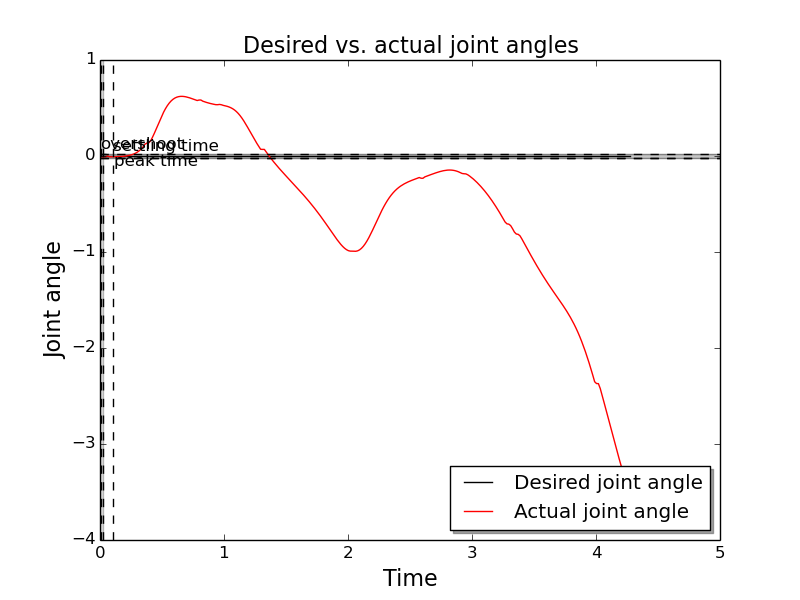 Desired vs. actual joint angles
1
overshoot
settling time
0
peak time
−1
Joint angle
−2
−3
Desired joint angle
Actual joint angle
−4
0 1 2 3 4 5
Time